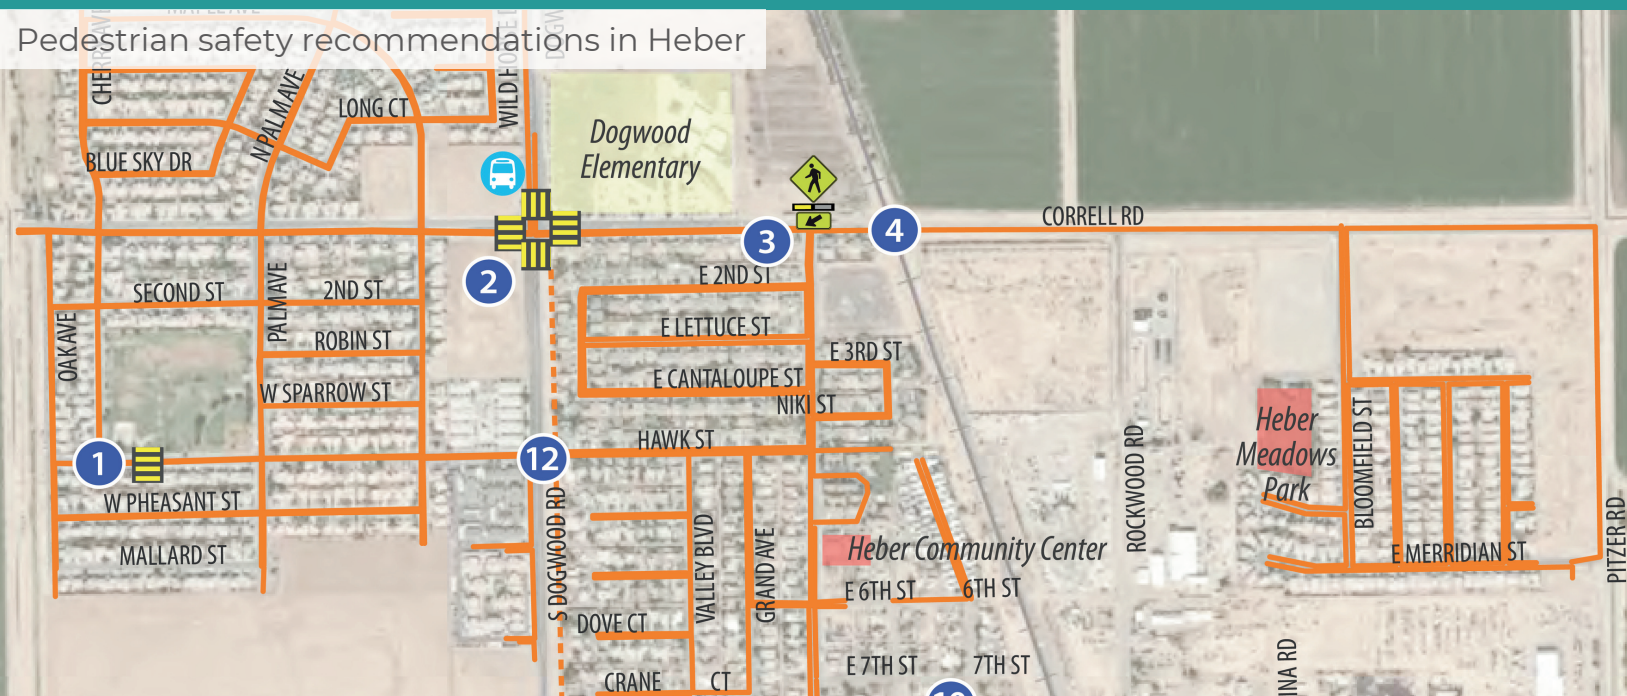 MAPLE AVE
Pedestrian safety recommendations in Heber
LONG CT
N PALM AVE
BLUE SKY DR
Dogwood
Elementary
CORRELL RD
3
4
2
E 2ND ST
SECOND ST
PALM AVE
2ND ST
OAK AVE
ROBIN ST
E LETTUCE ST
E 3RD ST
W SPARROW ST
E CANTALOUPE ST
NIKI ST
Heber
Meadows
Park
BLOOMFIELD ST
HAWK ST
1
12
W PHEASANT ST
ROCKWOOD RD
MALLARD ST
S DOGWOOD RD
VALLEY BLVD
GRAND AVE
Heber Community Center
E MERRIDIAN ST
PITZER RD
E 6TH ST
6TH ST
DOVE CT
E 7TH ST
7TH ST
CRANE CT
INA RD